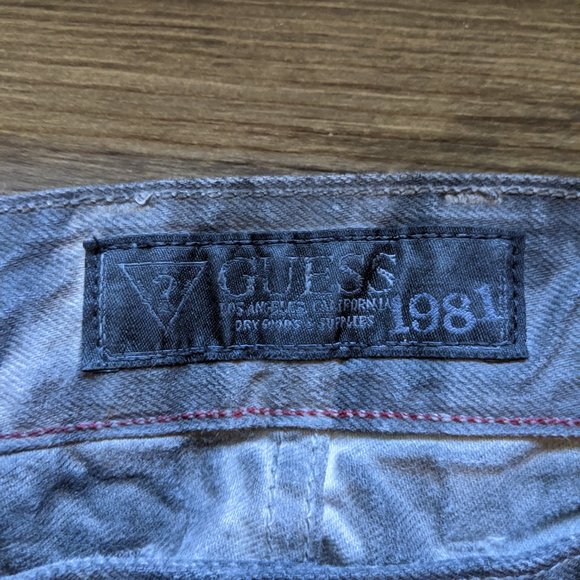 ?
GUESS
LOS ANGELES, CALIFORNIA
DRY GOODS & SUPPLIES
1981